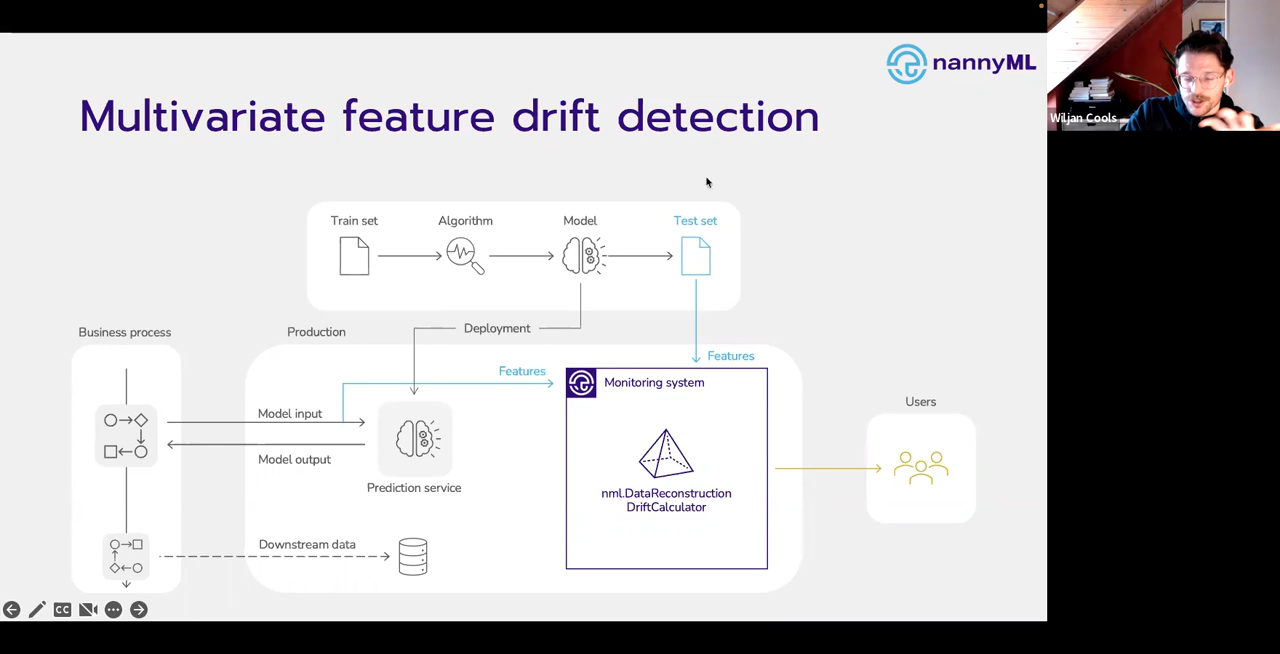 nannyML
Multivariate feature drift detection
Wiljan Cools
Train set
Algorithm
Model
Test set
Business process
Production
Deployment
Features
Features
Monitoring system
Model input
Model output
Prediction service
nml.DataReconstruction
DriftCalculator
Users
Downstream data
CC